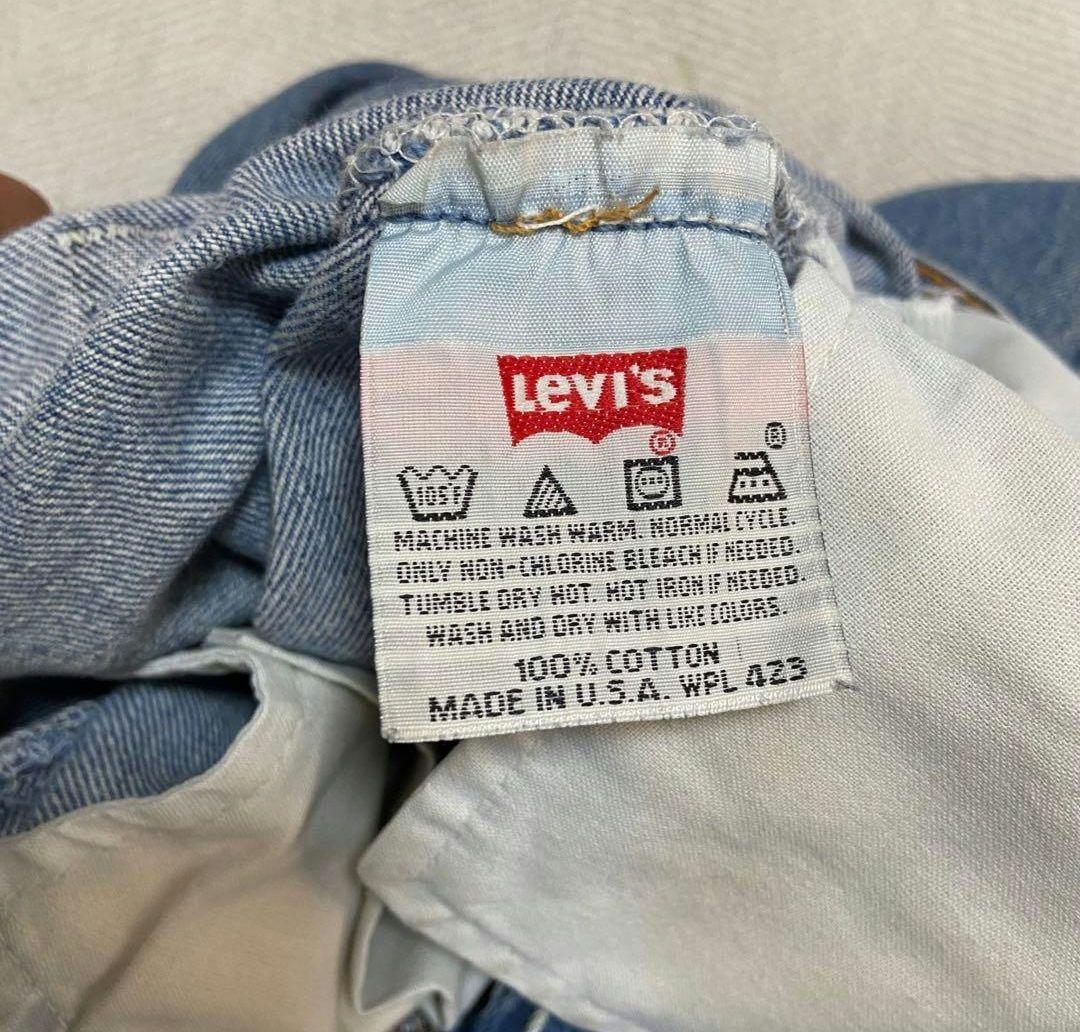 Levi's
®
®
105F
MACHINE WASH WARM. NORMAL CYCLE.
ONLY NON-CHLORINE BLEACH IF NEEDED.
TUMBLE DRY HOT. HOT IRON IF NEEDED.
WASH AND DRY WITH LIKE COLORS.
100% COTTON
MADE IN U.S.A. WPL 423